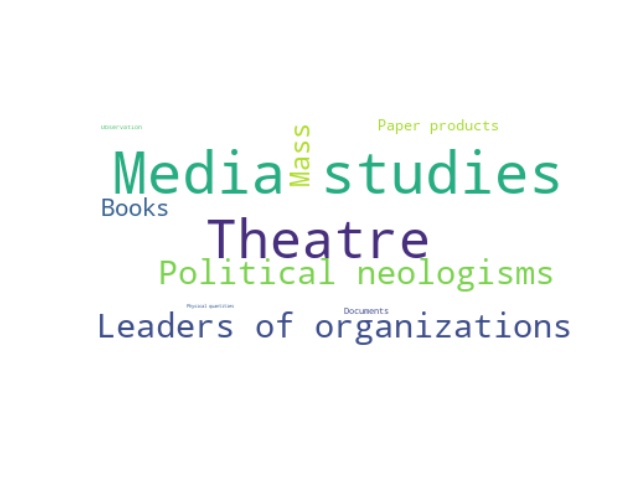 Observation
Paper products
Mass
Media studies
Books
Theatre
Political neologisms
Physical quantities
Documents
Leaders of organizations